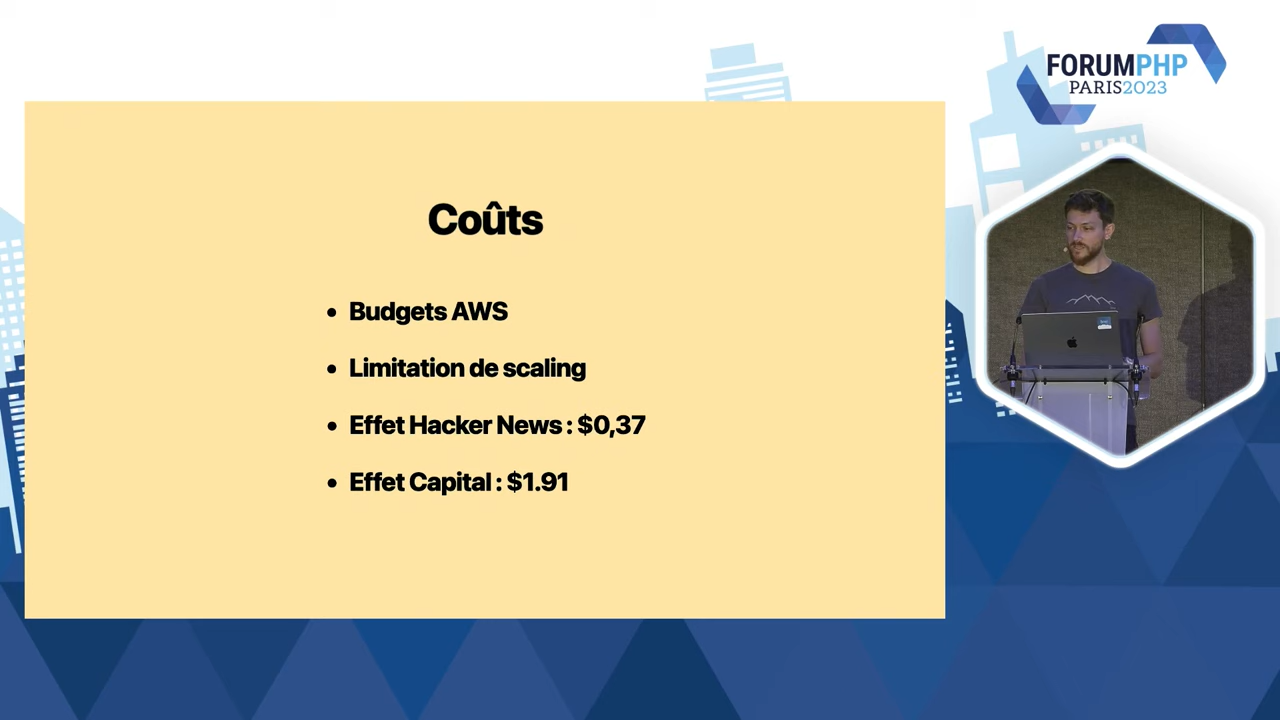 FORUMPHP
PARIS2023
Coûts
• Budgets AWS
• Limitation de scaling
• Effet Hacker News : $0,37
• Effet Capital : $1.91